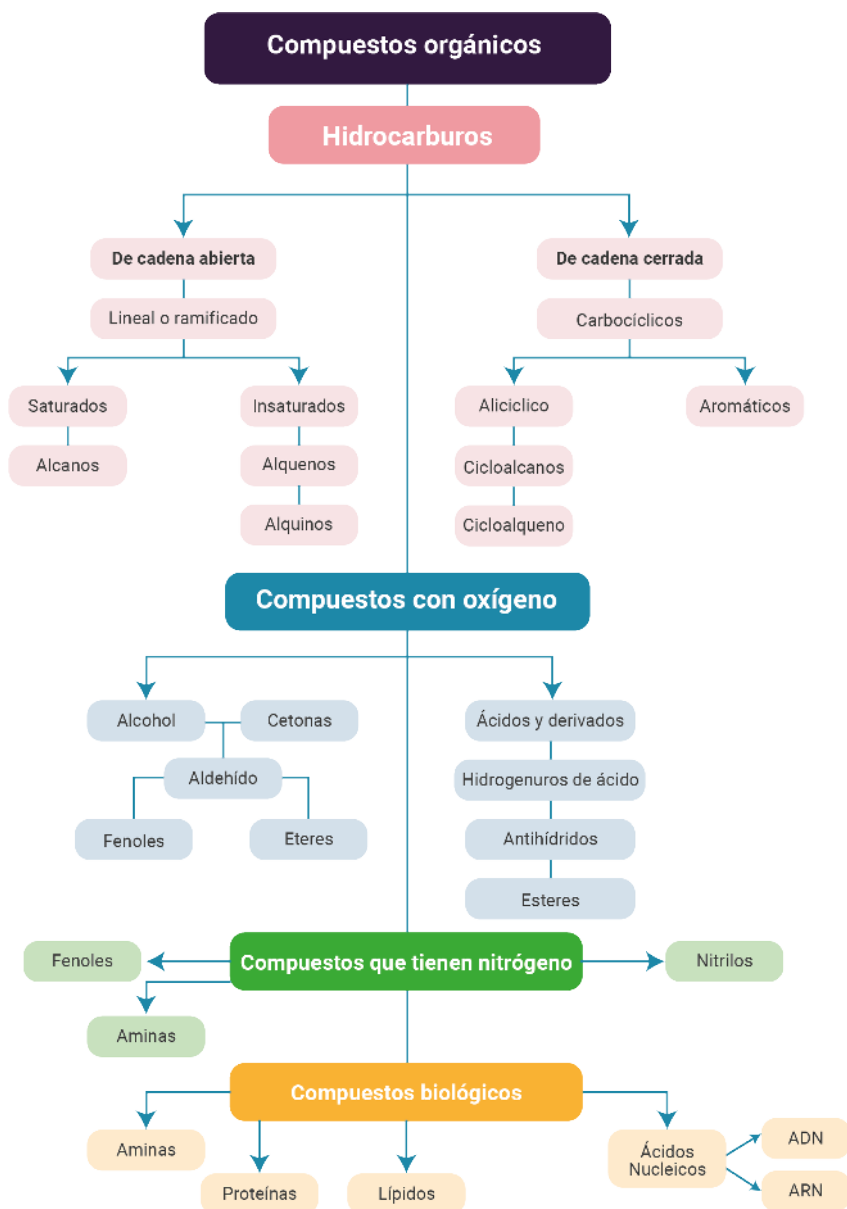 Compuestos orgánicos
Hidrocarburos
De cadena abierta
De cadena cerrada
Lineal o ramificado
Carbocíclicos
Saturados
Insaturados
Aliciclico
Aromáticos
Alcanos
Alquenos
Cicloalcanos
Alquinos
Cicloalqueno
Compuestos con oxígeno
Alcohol
Cetonas
Ácidos y derivados
Aldehído
Hidrogenuros de ácido
Fenoles
Eteres
Antihídridos
Esteres
Fenoles
Compuestos que tienen nitrógeno
Nitrilos
Aminas
Compuestos biológicos
Aminas
Proteínas
Lípidos
Ácidos
Nucleicos
ADN
ARN